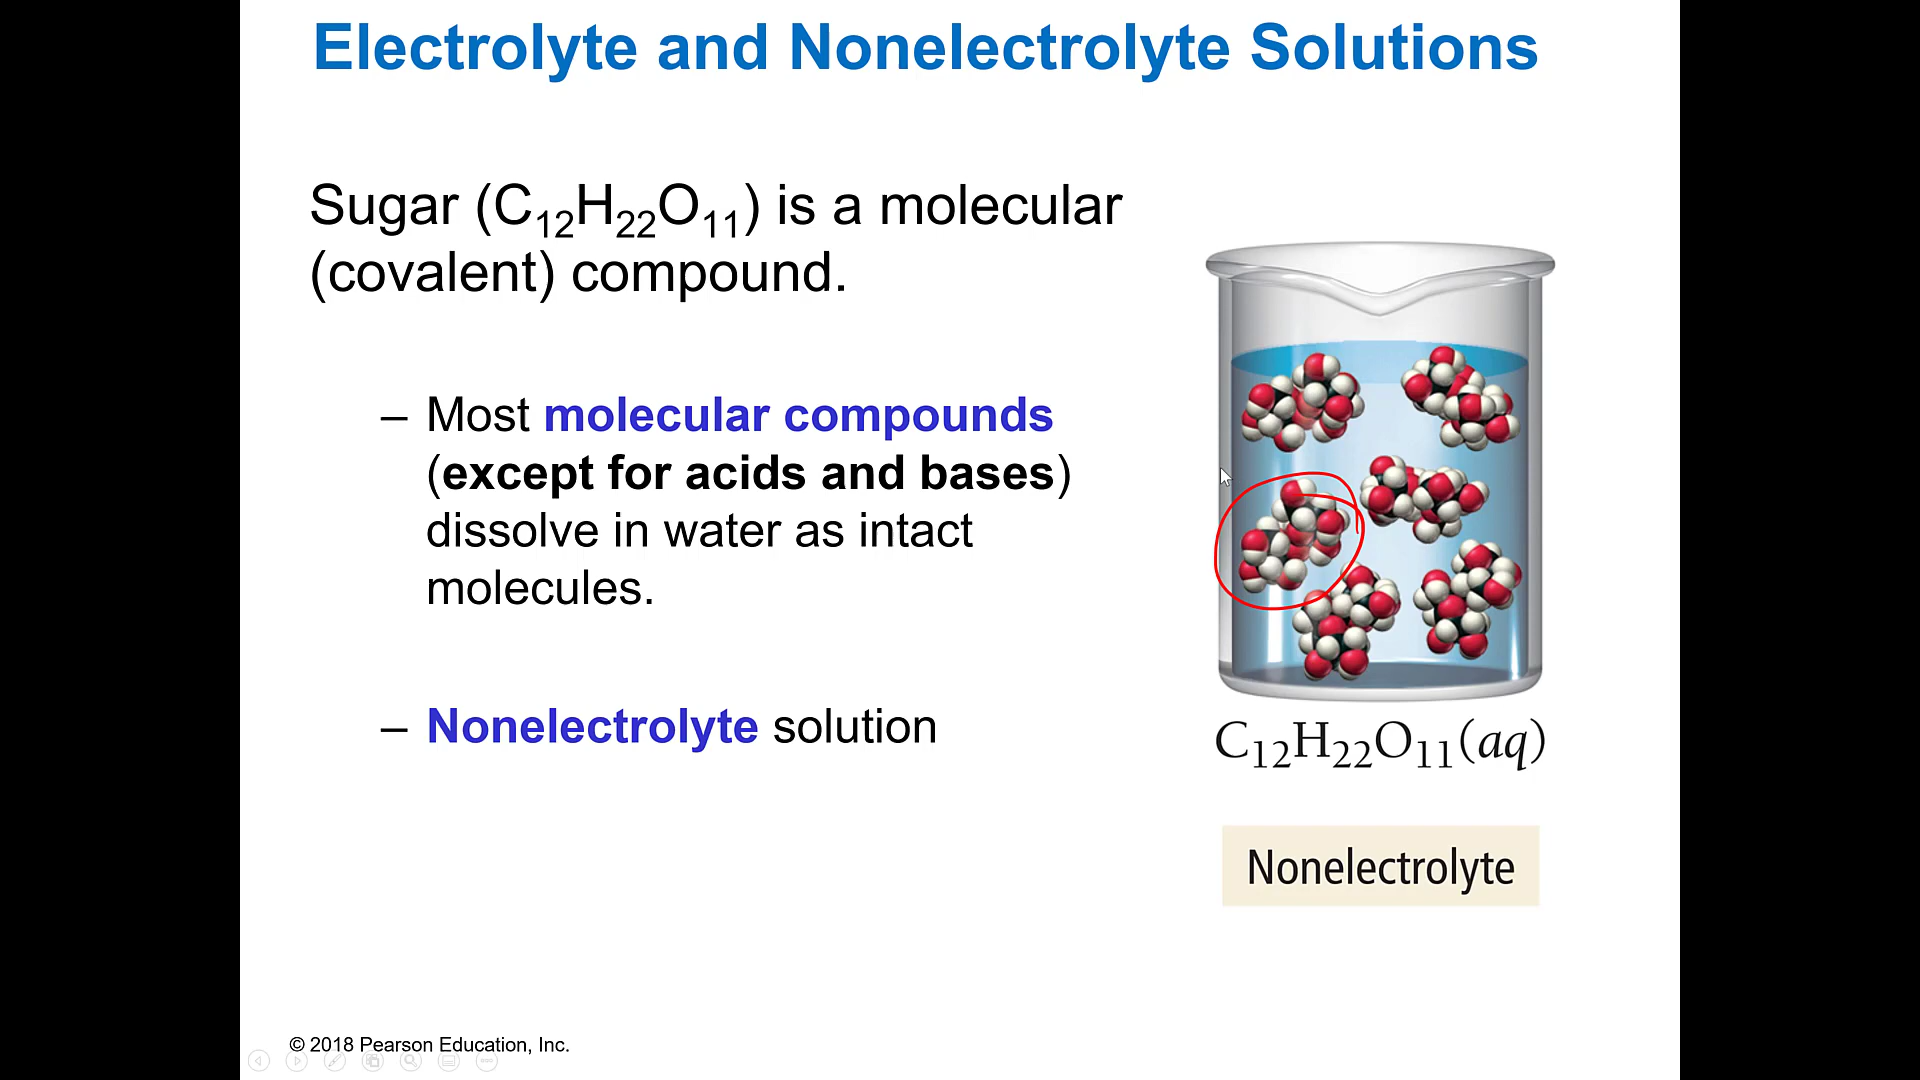 Electrolyte and Nonelectrolyte Solutions
Sugar (C₁₂H₂₂O₁₁) is a molecular
(covalent) compound.
– Most molecular compounds
(except for acids and bases)
dissolve in water as intact
molecules.
– Nonelectrolyte solution
C₁₂H₂₂O₁₁(aq)
Nonelectrolyte
© 2018 Pearson Education, Inc.